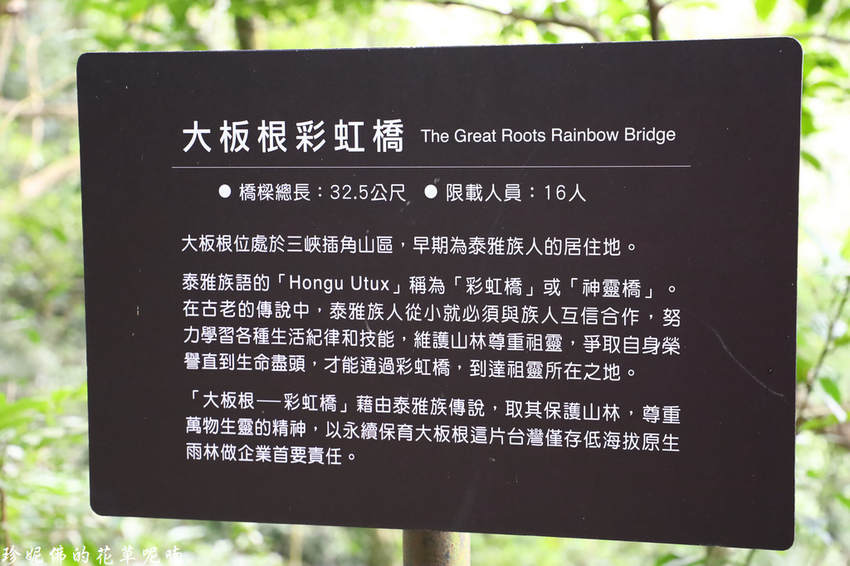 大板根彩虹橋 The Great Roots Rainbow Bridge
● 橋樑總長：32.5公尺 ● 限載人員：16人
大板根位處於三峽插角山區，早期為泰雅族人的居住地。
泰雅族語的「Hongu Utux」稱為「彩虹橋」或「神靈橋」。
在古老的傳說中，泰雅族人從小就必須與族人互信合作，努
力學習各種生活紀律和技能，維護山林尊重祖靈，爭取自身榮
譽直到生命盡頭，才能通過彩虹橋，到達祖靈所在之地。
「大板根──彩虹橋」藉由泰雅族傳說，取其保護山林，尊重
萬物生靈的精神，以永續保育大板根這片台灣僅存低海拔原生
雨林做企業首要責任。
珍妮佛的花草呢喃